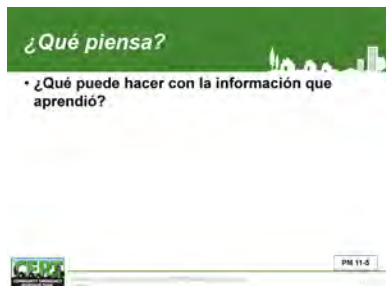 ¿Qué piensa?
• ¿Qué puede hacer con la información que
aprendió?
CERT
PM 11-5